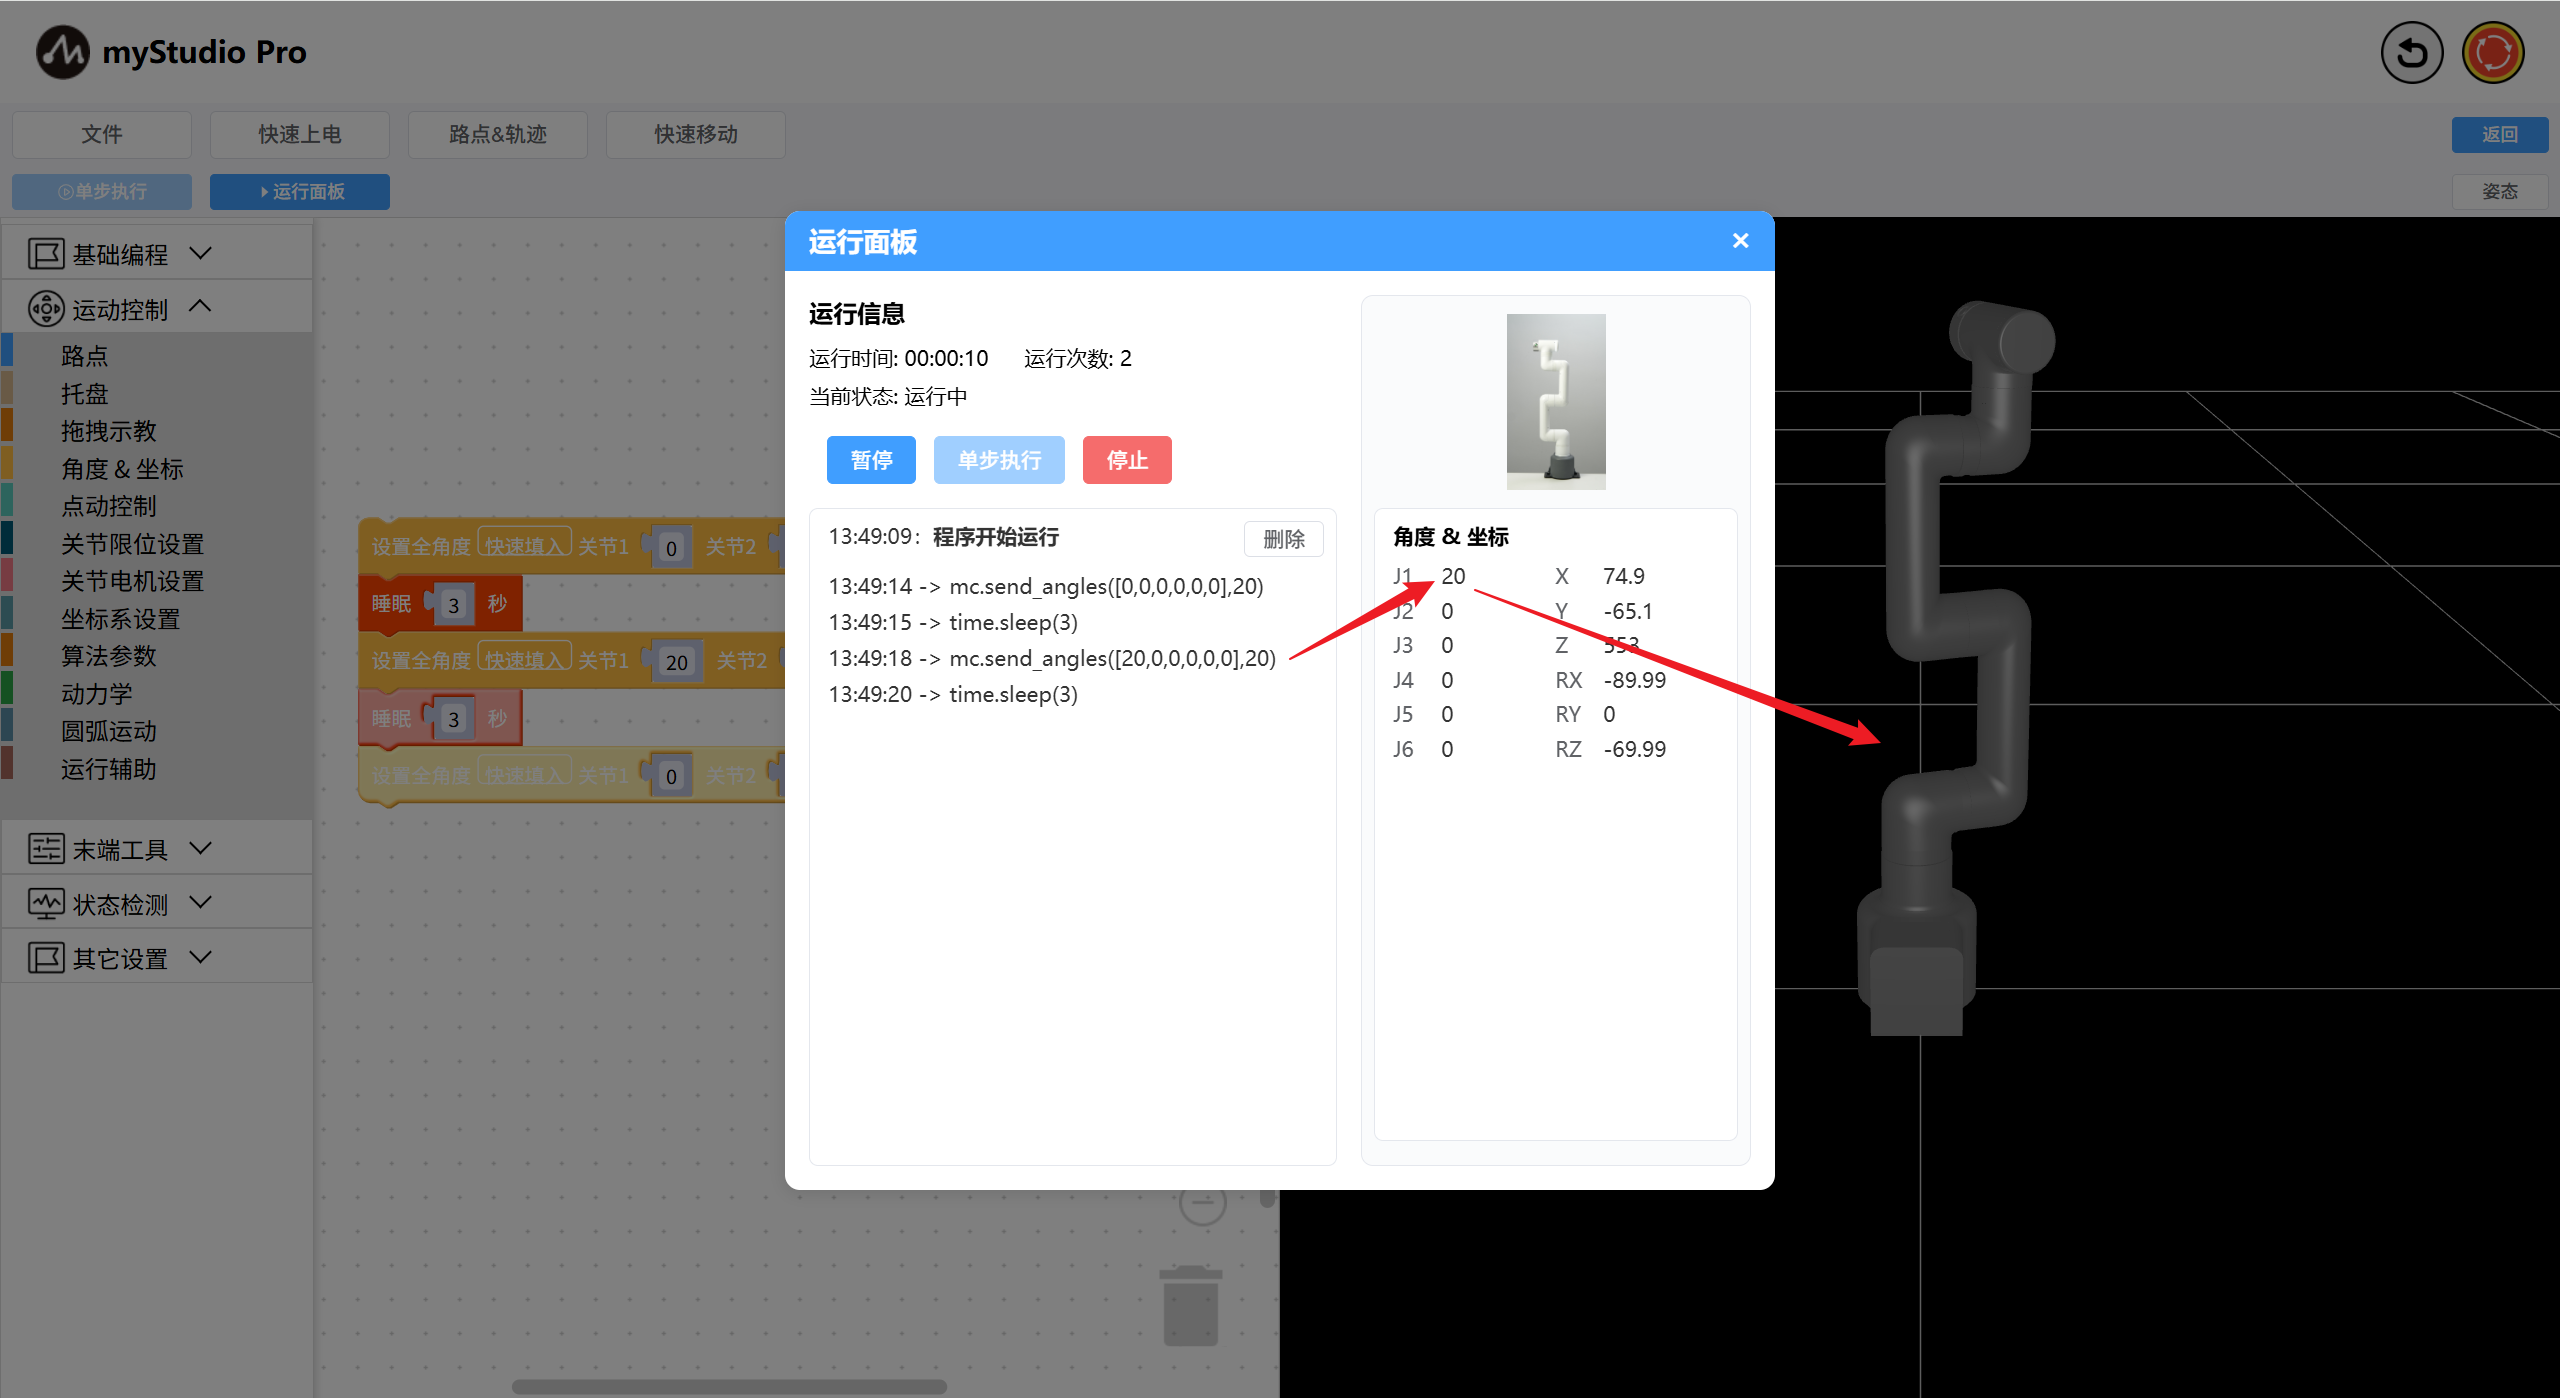 myStudio Pro
文件
快速上电
路点&轨迹
快速移动
返回
单步执行
运行面板
姿态
基础编程
运动控制
路点
托盘
拖拽示教
角度 & 坐标
点动控制
关节限位设置
关节电机设置
坐标系设置
算法参数
动力学
圆弧运动
运行辅助
末端工具
状态检测
其它设置
设置全角度 快速填入 关节1 0 关节2
睡眠 3 秒
设置全角度 快速填入 关节1 20 关节2
睡眠 3 秒
设置全角度 快速填入 关节1 0 关节2
运行面板
运行信息
运行时间: 00:00:10 运行次数: 2
当前状态: 运行中
暂停 单步执行 停止
13:49:09：程序开始运行 删除
13:49:14 -> mc.send_angles([0,0,0,0,0,0],20)
13:49:15 -> time.sleep(3)
13:49:18 -> mc.send_angles([20,0,0,0,0,0],20)
13:49:20 -> time.sleep(3)
角度 & 坐标
J1 20 X 74.9
J2 0 Y -65.1
J3 0 Z 553
J4 0 RX -89.99
J5 0 RY 0
J6 0 RZ -69.99